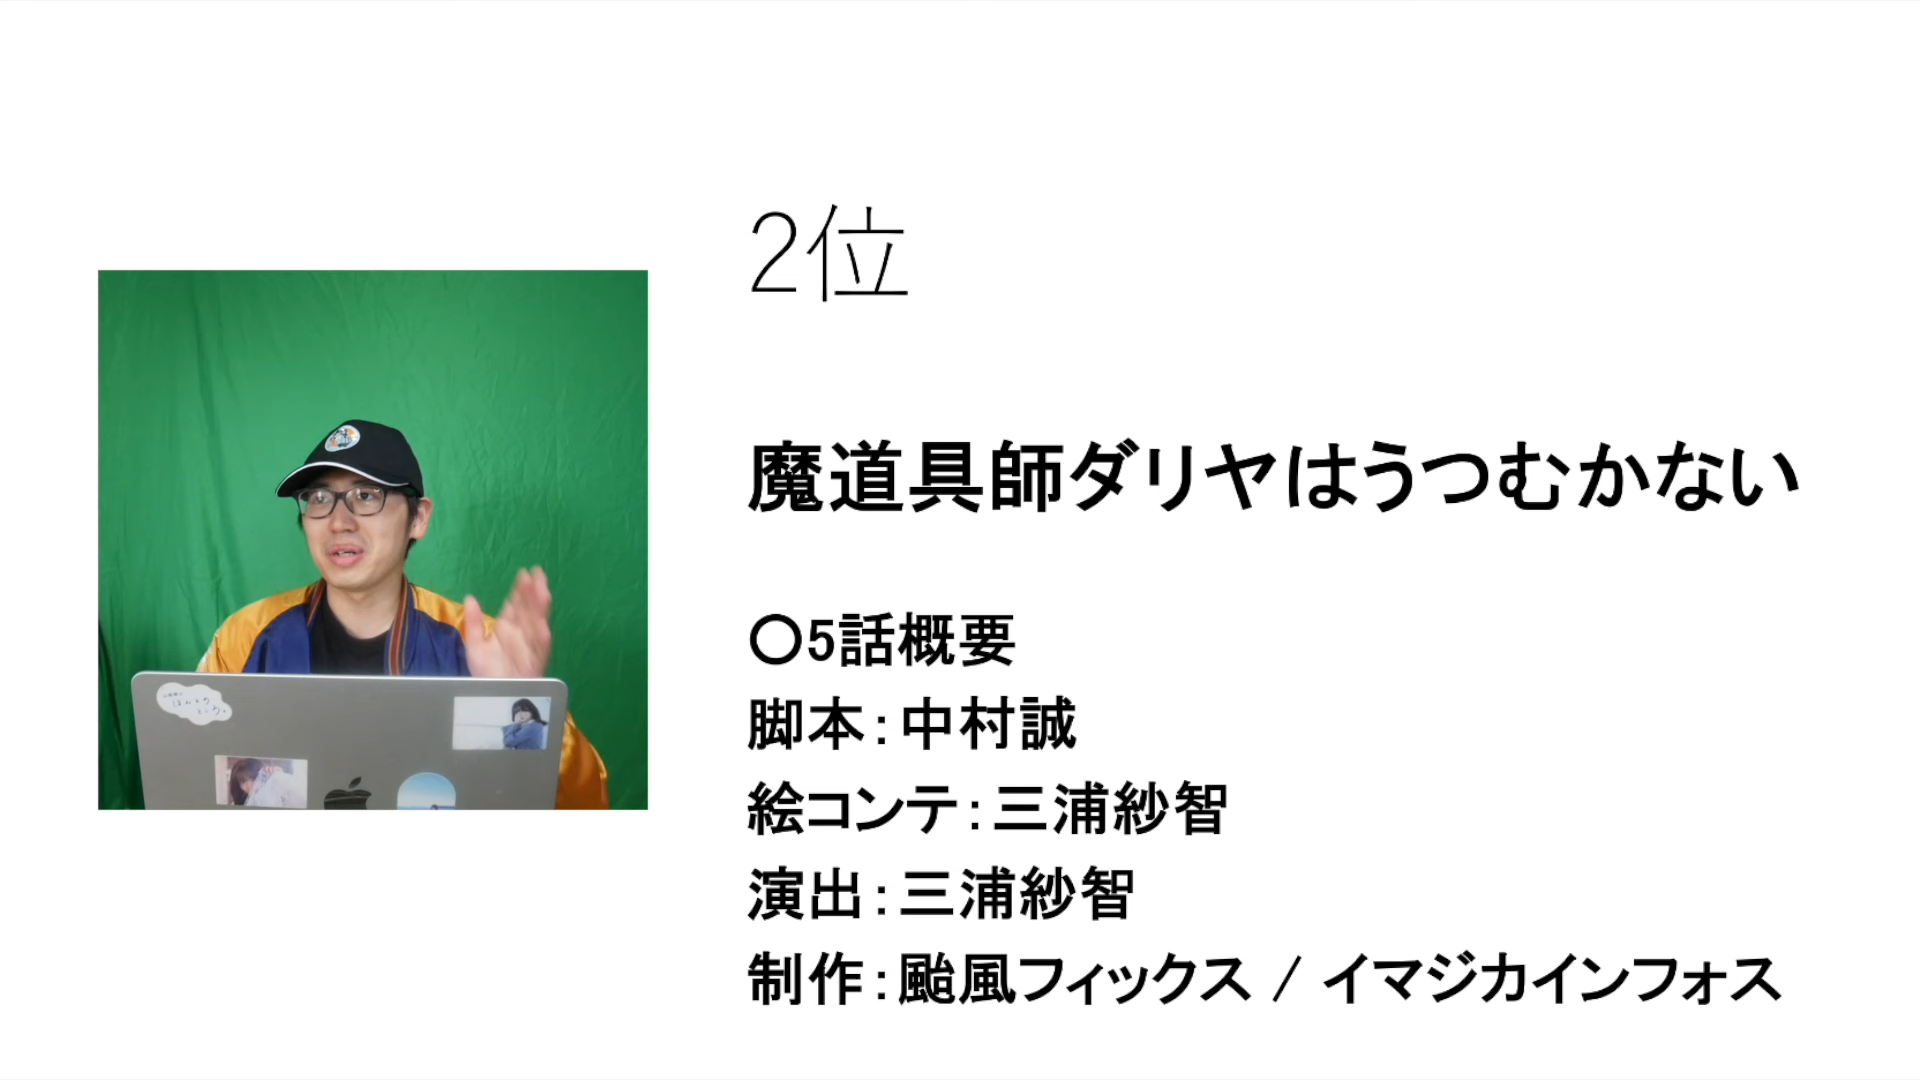 2位
魔道具師ダリヤはうつむかない
〇5話概要
脚本：中村誠
絵コンテ：三浦紗智
演出：三浦紗智
制作：颱風フィックス / イマジカインフォス